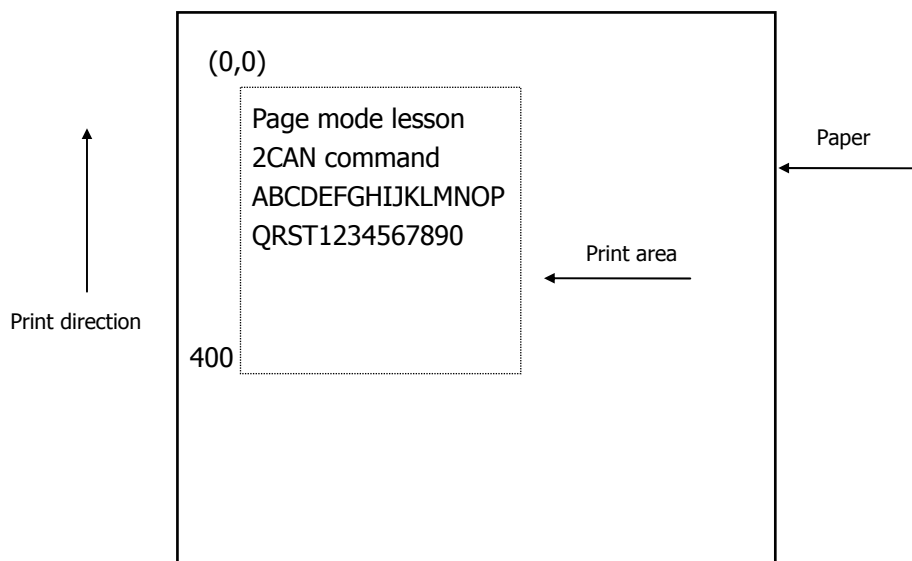 (0,0)
Page mode lesson
2CAN command
ABCDEFGHIJKLMNOP
QRST1234567890
Paper
Print area
Print direction
400